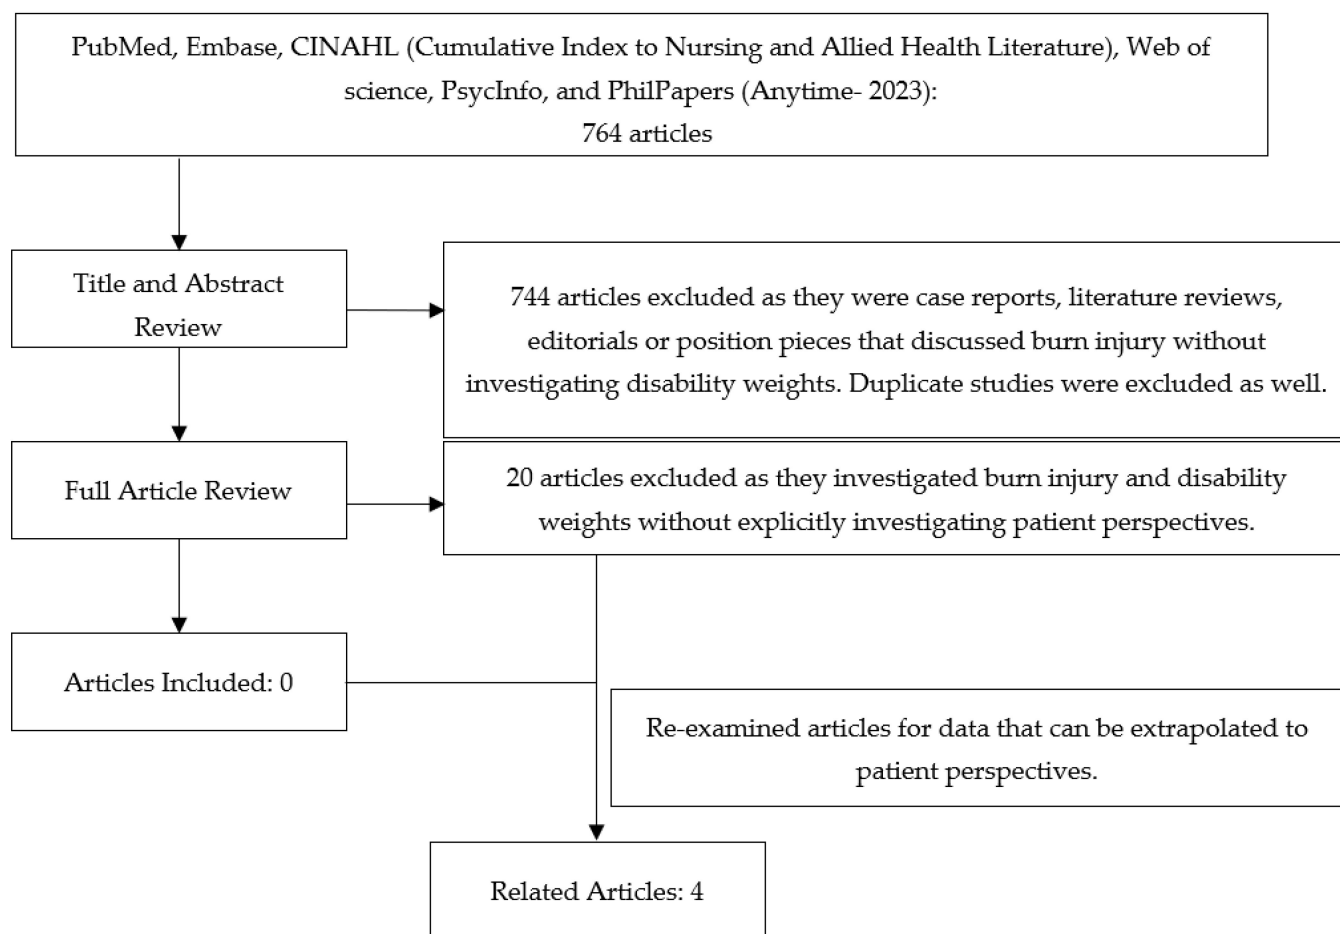 PubMed, Embase, CINAHL (Cumulative Index to Nursing and Allied Health Literature), Web of
science, PsycInfo, and PhilPapers (Anytime- 2023):
764 articles
Title and Abstract
Review
744 articles excluded as they were case reports, literature reviews,
editorials or position pieces that discussed burn injury without
investigating disability weights. Duplicate studies were excluded as well.
Full Article Review
20 articles excluded as they investigated burn injury and disability
weights without explicitly investigating patient perspectives.
Articles Included: 0
Re-examined articles for data that can be extrapolated to
patient perspectives.
Related Articles: 4